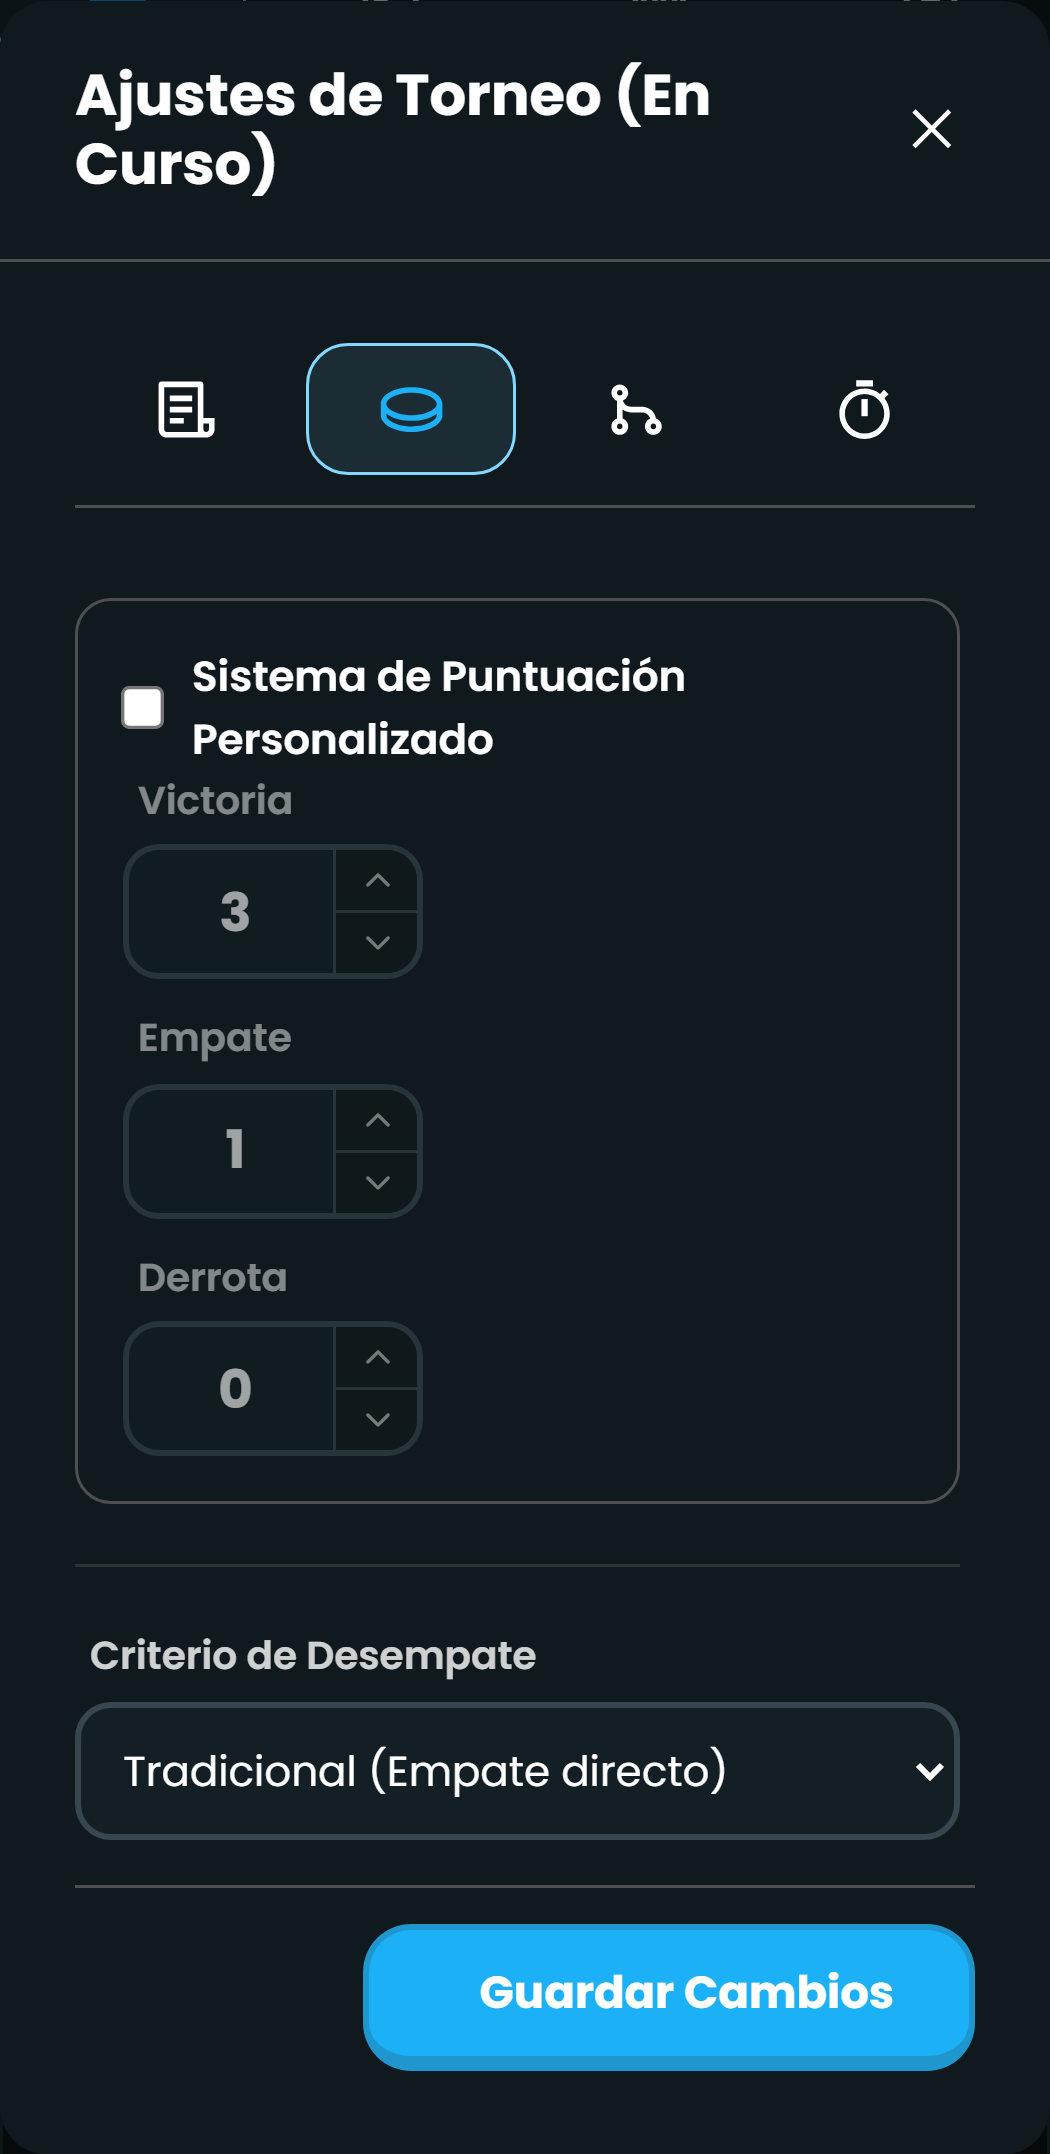 Ajustes de Torneo (En
Curso)
Sistema de Puntuación
Personalizado
Victoria
3
Empate
1
Derrota
0
Criterio de Desempate
Tradicional (Empate directo)
Guardar Cambios